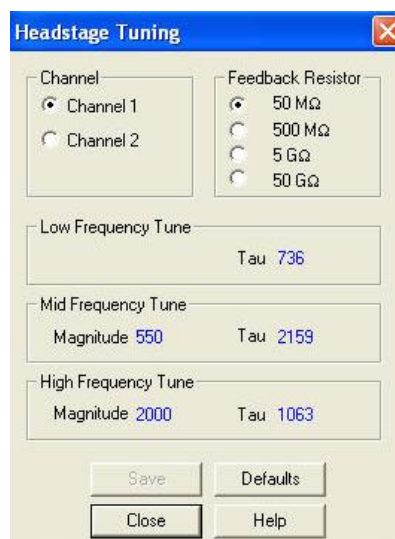 Headstage Tuning
Channel
Channel 1
Channel 2
Feedback Resistor
50 MΩ
500 MΩ
5 GΩ
50 GΩ
Low Frequency Tune
Tau 736
Mid Frequency Tune
Magnitude 550 Tau 2159
High Frequency Tune
Magnitude 2000 Tau 1063
Save Defaults
Close Help